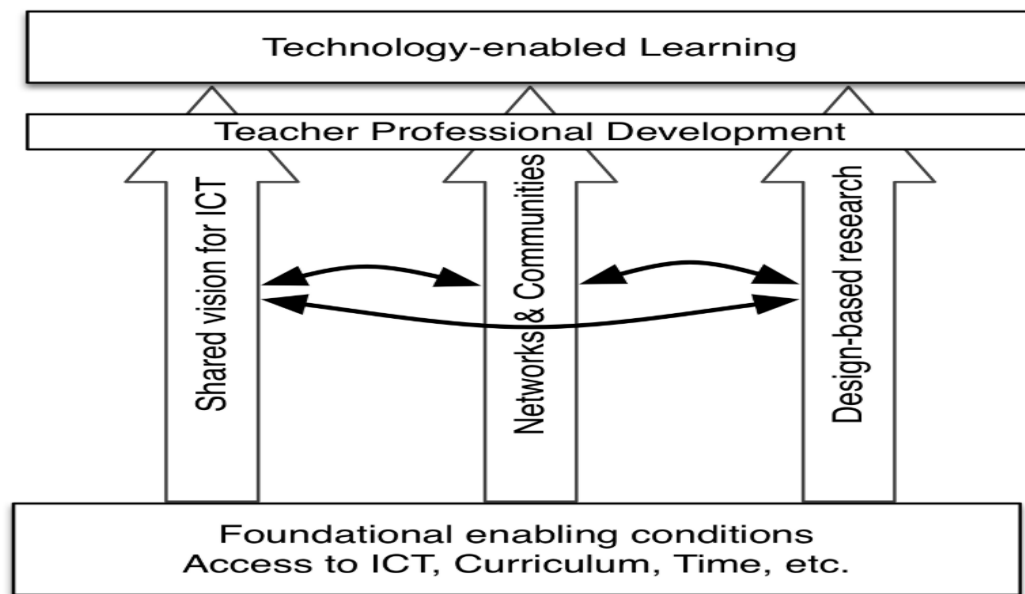 Technology-enabled Learning
Teacher Professional Development
Shared vision for ICT
Networks & Communities
Design-based research
Foundational enabling conditions
Access to ICT, Curriculum, Time, etc.